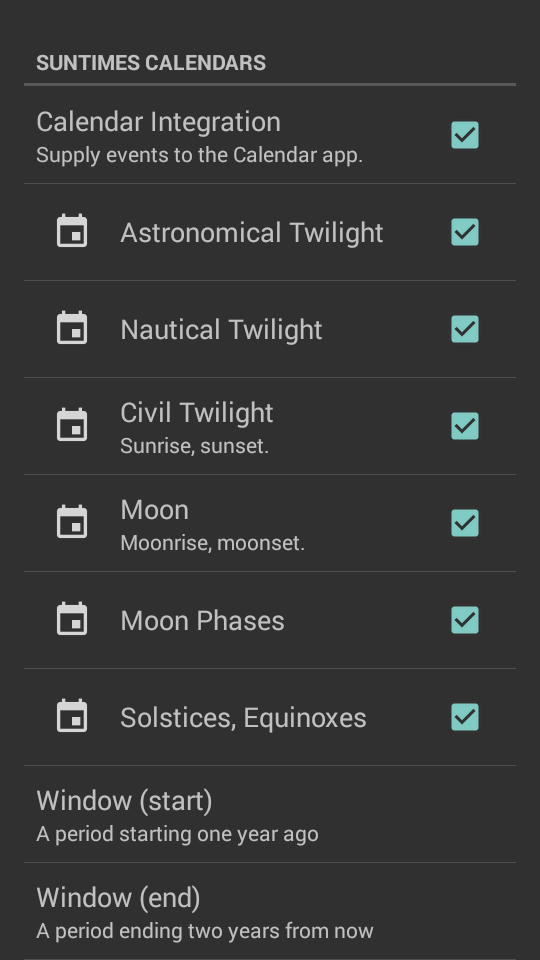 SUNTIMES CALENDARS
Calendar Integration
Supply events to the Calendar app.
Astronomical Twilight
Nautical Twilight
Civil Twilight
Sunrise, sunset.
Moon
Moonrise, moonset.
Moon Phases
Solstices, Equinoxes
Window (start)
A period starting one year ago
Window (end)
A period ending two years from now